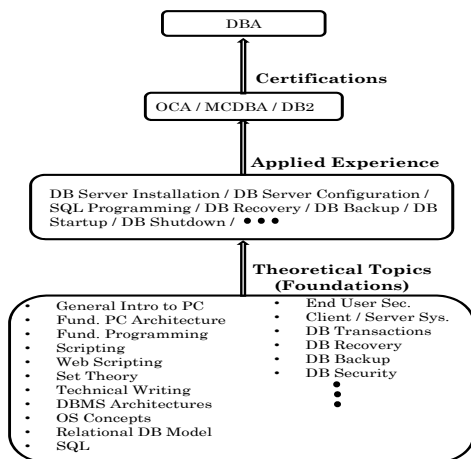 DBA
Certifications
OCA / MCDBA / DB2
Applied Experience
DB Server Installation / DB Server Configuration /
SQL Programming / DB Recovery / DB Backup / DB
Startup / DB Shutdown / • • •
Theoretical Topics
(Foundations)
• General Intro to PC
• Fund. PC Architecture
• Fund. Programming
• Scripting
• Web Scripting
• Set Theory
• Technical Writing
• DBMS Architectures
• OS Concepts
• Relational DB Model
• SQL
• End User Sec.
• Client / Server Sys.
• DB Transactions
• DB Recovery
• DB Backup
• DB Security
•
•
•